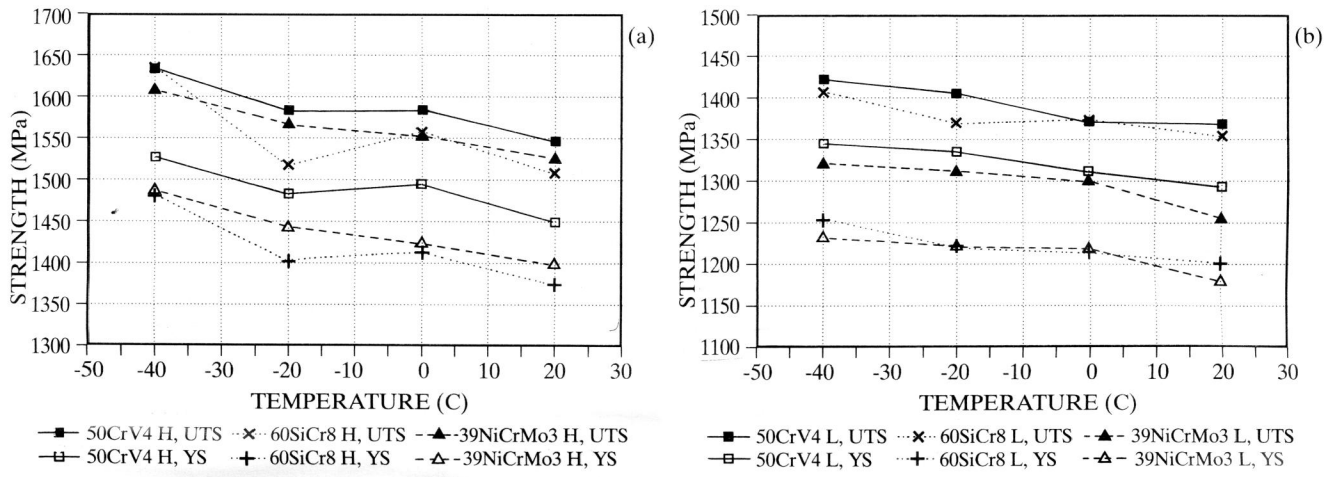 (a)
STRENGTH (MPa)
1700
1650
1600
1550
1500
1450
1400
1350
1300
-50 -40 -30 -20 -10 0 10 20 30
TEMPERATURE (C)
50CrV4 H, UTS 60SiCr8 H, UTS 39NiCrMo3 H, UTS
50CrV4 H, YS 60SiCr8 H, YS 39NiCrMo3 H, YS
(b)
STRENGTH (MPa)
1500
1450
1400
1350
1300
1250
1200
1150
1100
-50 -40 -30 -20 -10 0 10 20 30
TEMPERATURE (C)
50CrV4 L, UTS 60SiCr8 L, UTS 39NiCrMo3 L, UTS
50CrV4 L, YS 60SiCr8 L, YS 39NiCrMo3 L, YS